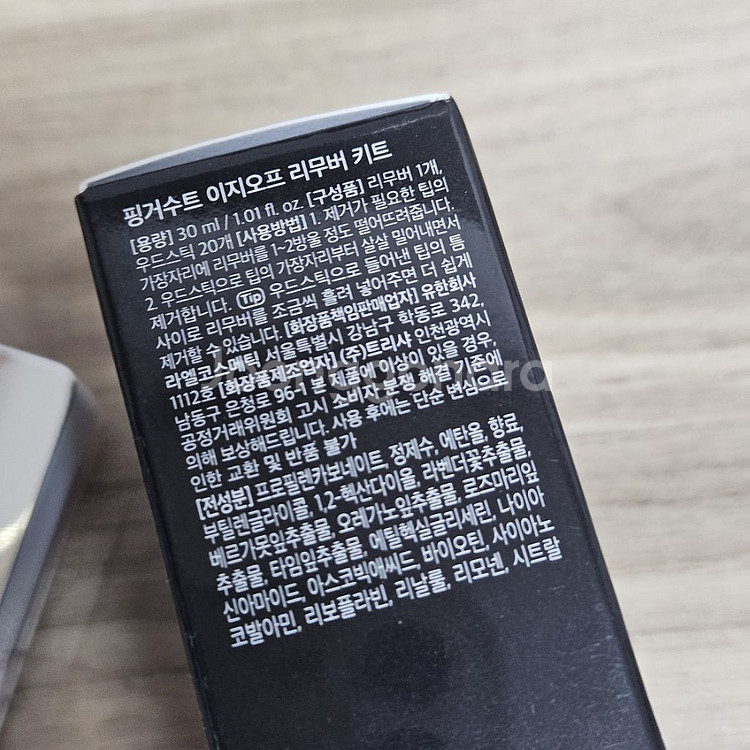 핑거수트 이지오프 리무버 키트
[용량] 30 ml / 1.01 fl. oz. [구성품] 리무버 1개,
우드스틱 20개 [사용방법] 1. 제거가 필요한 팁의
가장자리에 리무버를 1~2방울 정도 떨어뜨려줍니다.
2. 우드스틱으로 팁의 가장자리부터 살살 밀어내면서
제거합니다. Tip 우드스틱으로 들어낸 팁의 틈
사이로 리무버를 조금씩 흘려 넣어주면 더 쉽게
제거할 수 있습니다. [화장품책임판매업자] 유한회사
라엘코스메틱 서울특별시 강남구 학동로 342,
1112호 [화장품제조업자] (주)트리샤 인천광역시
남동구 은청로 96-1 본 제품에 이상이 있을 경우,
공정거래위원회 고시 소비자 분쟁 해결 기준에
의해 보상해드립니다. 사용 후에는 단순 변심으로
인한 교환 및 반품 불가
[전성분] 프로필렌카보네이트, 정제수, 에탄올, 향료,
부틸렌글라이콜, 1,2-헥산다이올, 라벤더꽃추출물,
베르가못잎추출물, 오레가노잎추출물, 로즈마리잎
추출물, 타임잎추출물, 에틸헥실글리세린, 나이아
신아마이드, 아스코빅애씨드, 바이오틴, 사이아노
코발아민, 리보플라빈, 리날룰, 리모넨, 시트랄